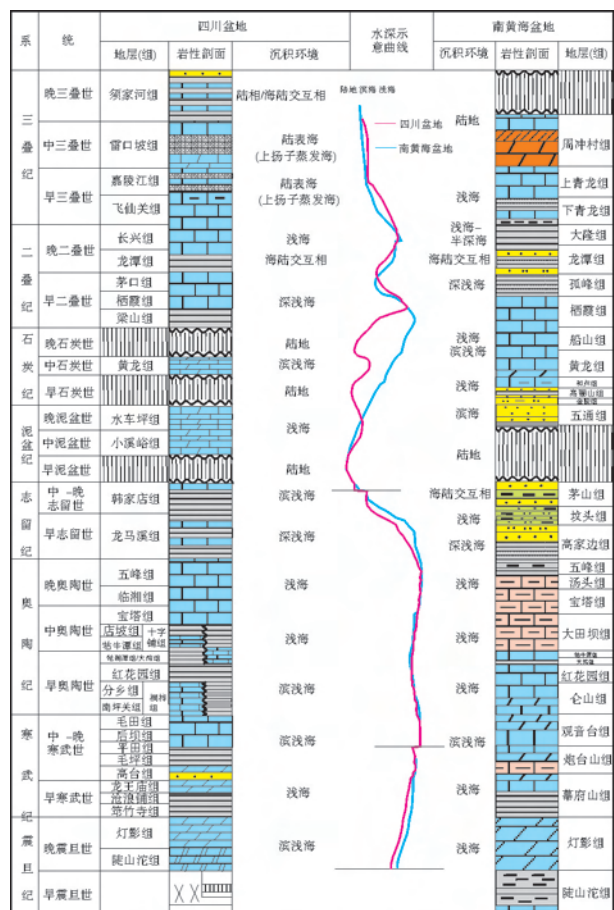 四川盆地
水深示意曲线
南黄海盆地
系
统
地层(组)
岩性剖面
沉积环境
沉积环境
岩性剖面
地层(组)
三叠纪
晚三叠世
须家河组
陆相/海陆交互相
陆地 滨海 浅海
陆地
四川盆地
南黄海盆地
中三叠世
雷口坡组
陆表海
(上扬子蒸发海)
周冲村组
早三叠世
嘉陵江组
陆表海
(上扬子蒸发海)
浅海
上青龙组
飞仙关组
下青龙组
二叠纪
晚二叠世
长兴组
浅海
浅海-
半深海
大隆组
龙潭组
海陆交互相
海陆交互相
龙潭组
早二叠世
茅口组
深浅海
深浅海
孤峰组
栖霞组
栖霞组
梁山组
石炭纪
晚石炭世
陆地
浅海
滨浅海
船山组
中石炭世
黄龙组
滨浅海
黄龙组
早石炭世
陆地
浅海
和州组
高骊山组
金陵组
泥盆纪
晚泥盆世
水车坪组
浅海
滨海
五通组
中泥盆世
小溪峪组
陆地
早泥盆世
陆地
志留纪
中-晚
志留世
韩家店组
滨浅海
海陆交互相
茅山组
早志留世
龙马溪组
深浅海
浅海
坟头组
深浅海
高家边组
奥陶纪
晚奥陶世
五峰组
浅海
浅海
五峰组
汤头组
临湘组
宝塔组
宝塔组
中奥陶世
店坡组
十字铺组
浅海
浅海
大田坝组
牯牛潭组
牯牛潭组
牯牛潭组/大湾组
大湾组
早奥陶世
红花园组
滨浅海
浅海
红花园组
分乡组
桐梓组
仑山组
南坪关组
寒武纪
中-晚
寒武世
毛田组
滨浅海
滨浅海
观音台组
后坝组
平田组
毛坪组
炮台山组
早寒武世
高台组
浅海
浅海
龙王庙组
幕府山组
沧浪铺组
筇竹寺组
震旦纪
晚震旦世
灯影组
滨浅海
浅海
灯影组
陡山沱组
早震旦世
陡山沱组